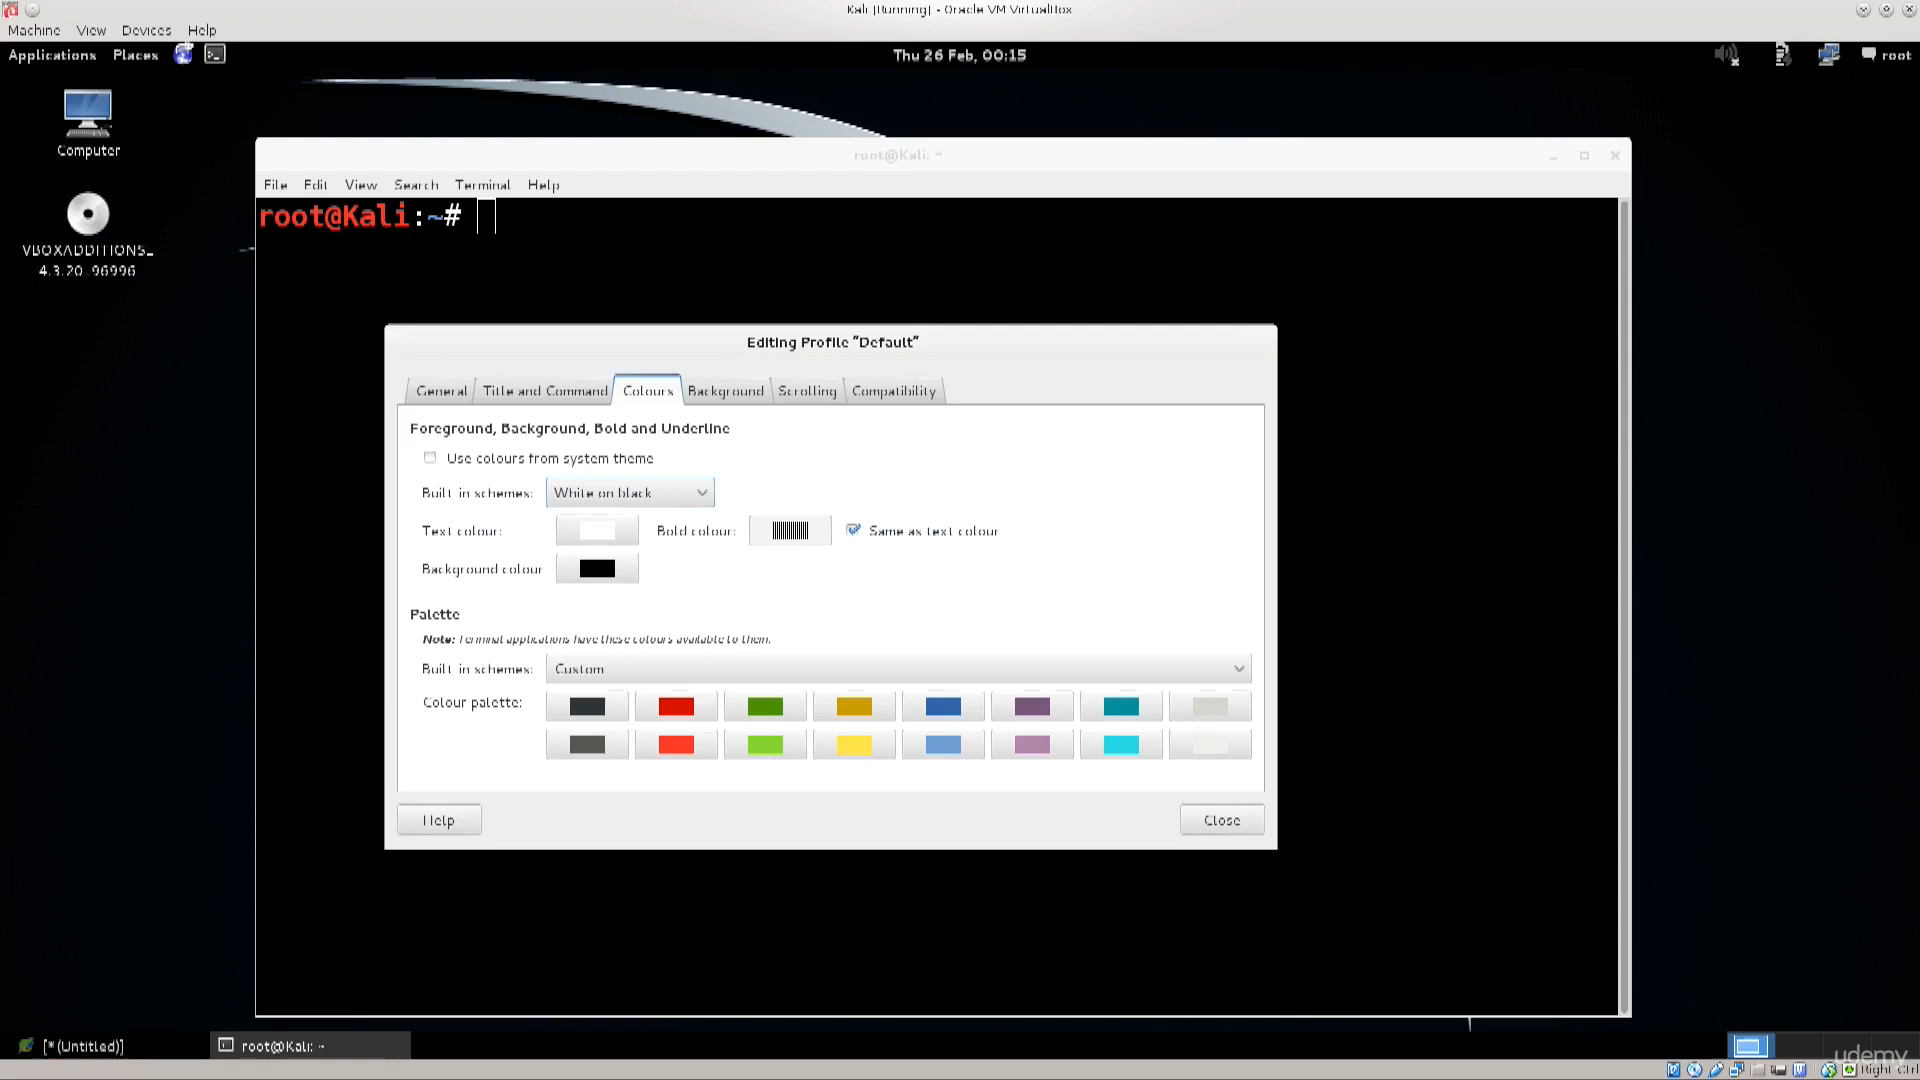 Kali [Running] - Oracle VM VirtualBox
Machine View Devices Help
Applications Places Thu 26 Feb, 00:15 root
Computer
VBOXADDITIONS_
4.3.20_96996
root@Kali: ~
File Edit View Search Terminal Help
root@Kali:~#
Editing Profile "Default"
General Title and Command Colours Background Scrolling Compatibility
Foreground, Background, Bold and Underline
Use colours from system theme
Built-in schemes: White on black
Text colour: Bold colour: Same as text colour
Background colour
Palette
Note: Terminal applications have these colours available to them.
Built-in schemes: Custom
Colour palette:
Help Close
[*(Untitled)] root@Kali: ~
udemy
Right Ctrl